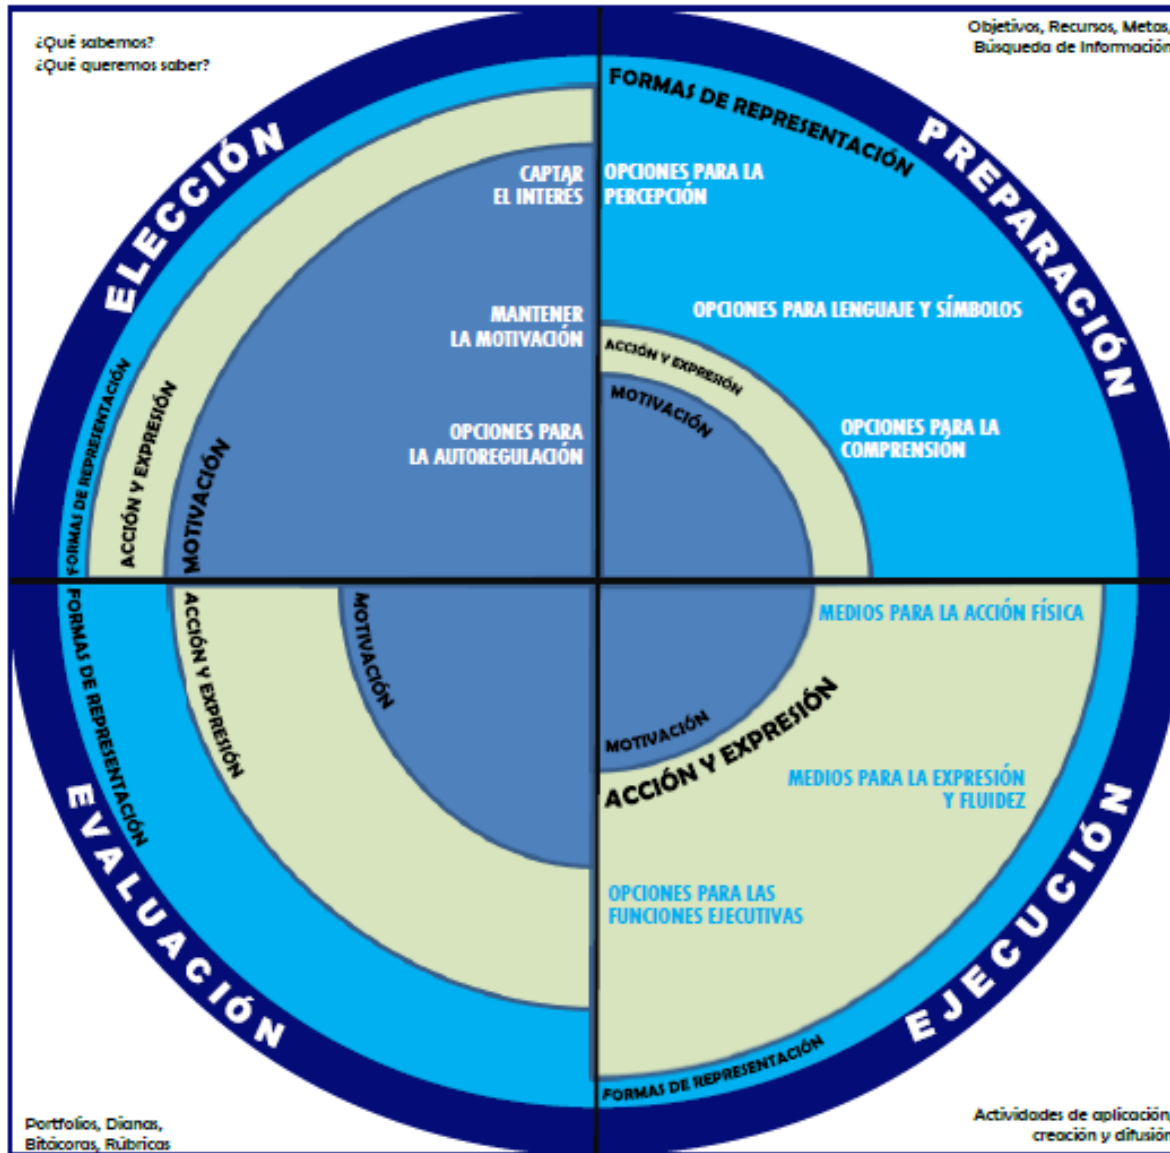 ¿Qué sabemos?
¿Qué queremos saber?
ELECCIÓN
FORMAS DE REPRESENTACIÓN
ACCIÓN Y EXPRESIÓN
MOTIVACIÓN
CAPTAR
EL INTERÉS
MANTENER
LA MOTIVACIÓN
OPCIONES PARA
LA AUTOREGULACIÓN
Objetivos, Recursos, Metas,
Búsqueda de Información
PREPARACIÓN
FORMAS DE REPRESENTACIÓN
OPCIONES PARA LA
PERCEPCIÓN
OPCIONES PARA LENGUAJE Y SÍMBOLOS
ACCIÓN Y EXPRESIÓN
MOTIVACIÓN
OPCIONES PARA LA
COMPRENSIÓN
FORMAS DE REPRESENTACIÓN
ACCIÓN Y EXPRESIÓN
MOTIVACIÓN
EVALUACIÓN
Portfolios, Dianas,
Bitácoras, Rúbricas
MEDIOS PARA LA ACCIÓN FÍSICA
MOTIVACIÓN
ACCIÓN Y EXPRESIÓN
MEDIOS PARA LA EXPRESIÓN
Y FLUIDEZ
OPCIONES PARA LAS
FUNCIONES EJECUTIVAS
FORMAS DE REPRESENTACIÓN
EJECUCIÓN
Actividades de aplicación,
creación y difusión